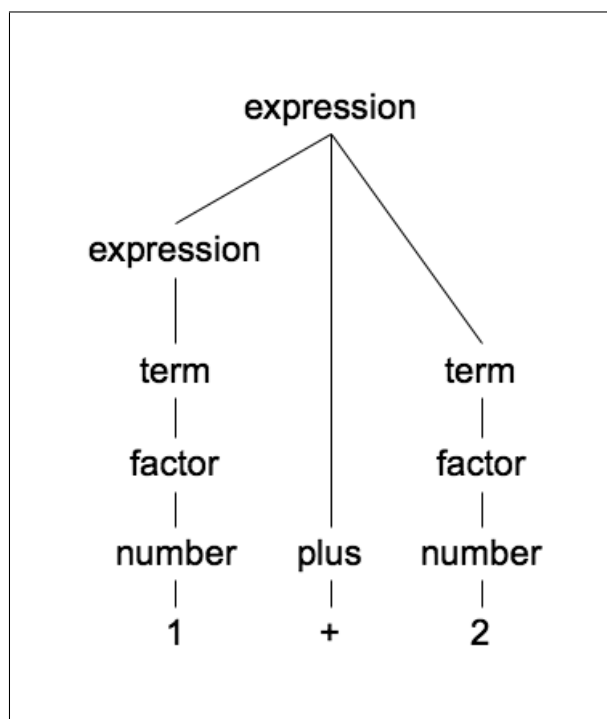 expression
expression
term term
factor factor
number plus number
1 + 2